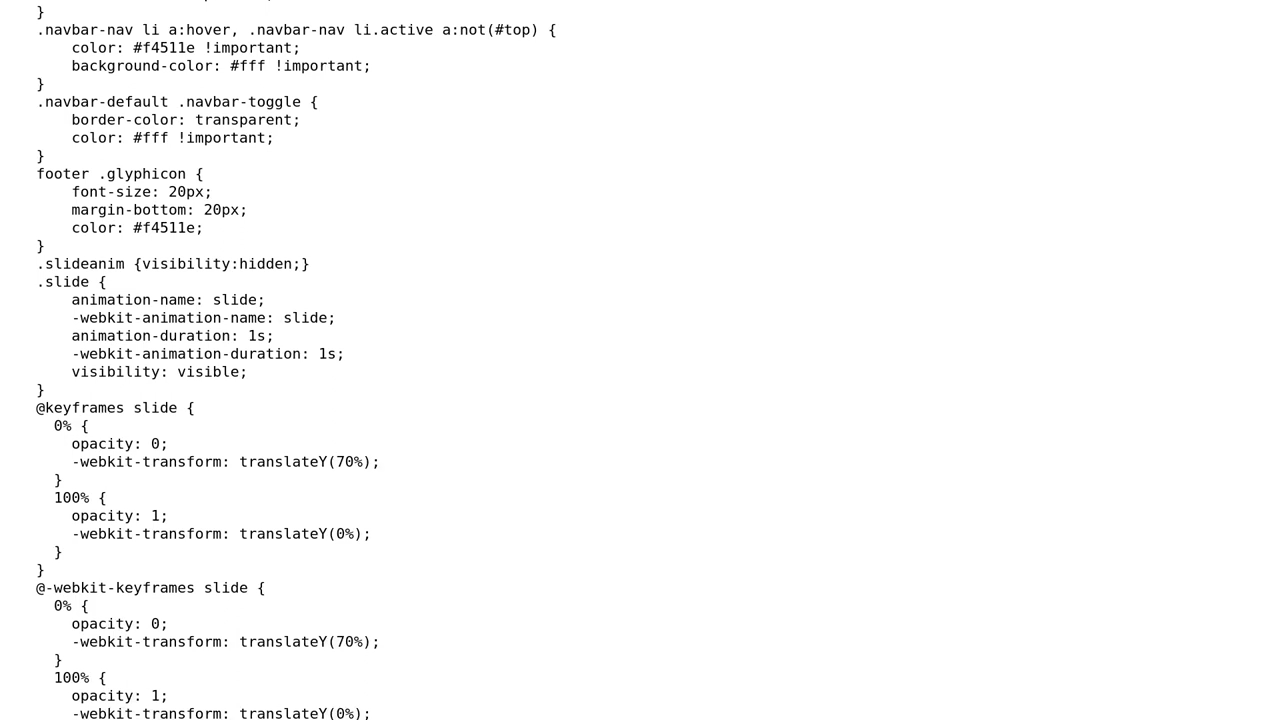 }
.navbar-nav li a:hover, .navbar-nav li.active a:not(#top) {
    color: #f4511e !important;
    background-color: #fff !important;
}
.navbar-default .navbar-toggle {
    border-color: transparent;
    color: #fff !important;
}
footer .glyphicon {
    font-size: 20px;
    margin-bottom: 20px;
    color: #f4511e;
}
.slideanim {visibility:hidden;}
.slide {
    animation-name: slide;
    -webkit-animation-name: slide;
    animation-duration: 1s;
    -webkit-animation-duration: 1s;
    visibility: visible;
}
@keyframes slide {
  0% {
    opacity: 0;
    -webkit-transform: translateY(70%);
  }
  100% {
    opacity: 1;
    -webkit-transform: translateY(0%);
  }
}
@-webkit-keyframes slide {
  0% {
    opacity: 0;
    -webkit-transform: translateY(70%);
  }
  100% {
    opacity: 1;
    -webkit-transform: translateY(0%);